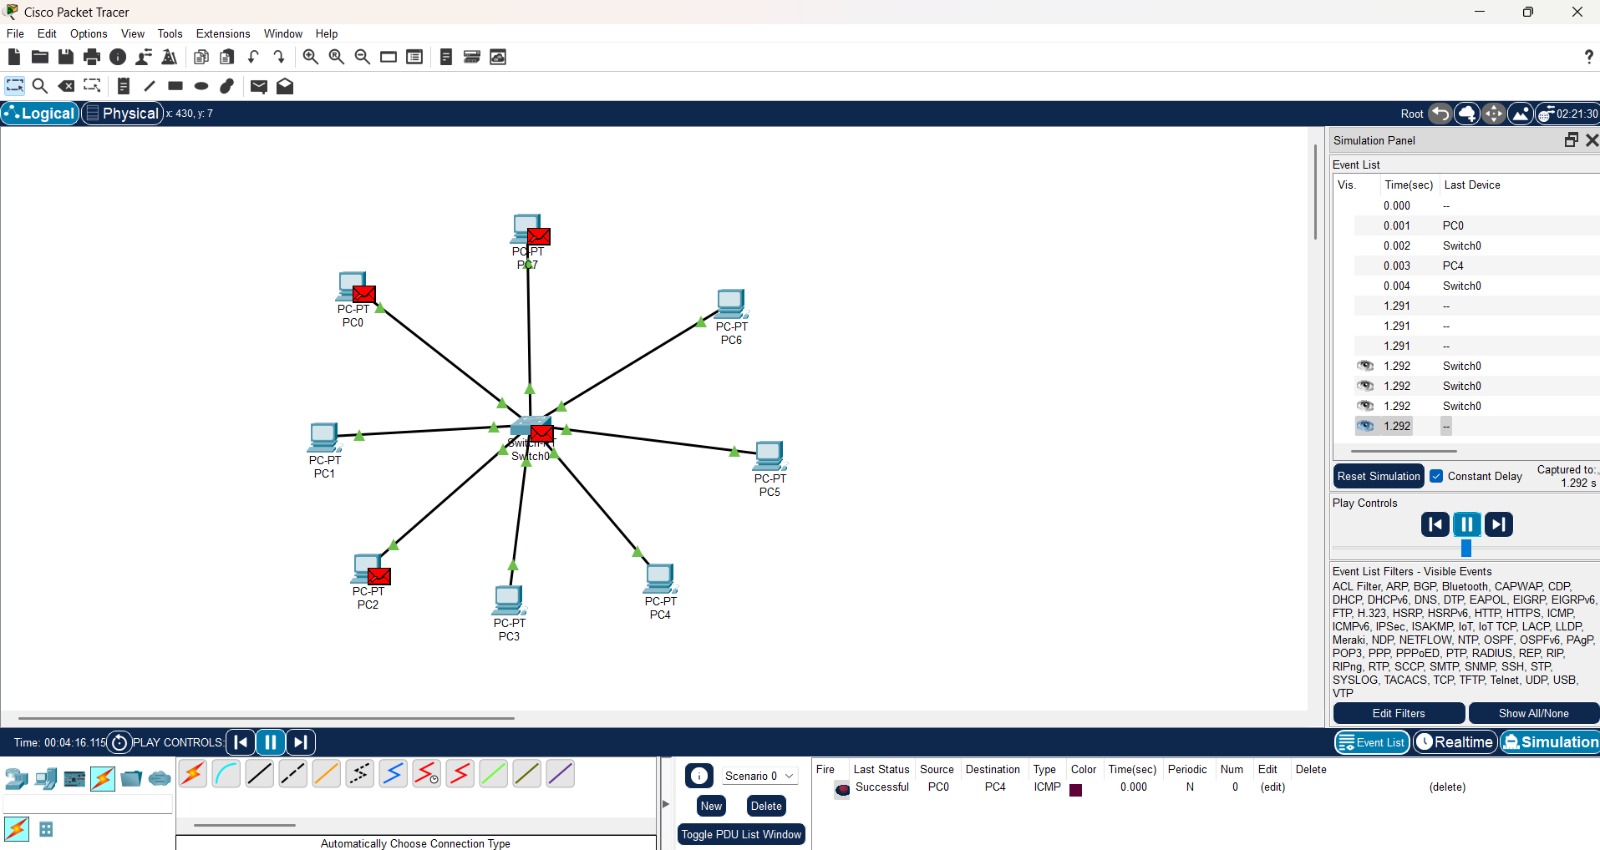 Cisco Packet Tracer
File Edit Options View Tools Extensions Window Help
?
Logical Physical x: 430, y: 7 Root 02:21:30
Simulation Panel
Event List
Vis. Time(sec) Last Device
0.000 --
0.001 PC0
0.002 Switch0
0.003 PC4
0.004 Switch0
1.291 --
1.291 --
1.291 --
1.292 Switch0
1.292 Switch0
1.292 Switch0
1.292 --
Reset Simulation Constant Delay Captured to:
1.292 s
Play Controls
Event List Filters - Visible Events
ACL Filter, ARP, BGP, Bluetooth, CAPWAP, CDP,
DHCP, DHCPv6, DNS, DTP, EAPOL, EIGRP, EIGRPv6,
FTP, H.323, HSRP, HSRPv6, HTTP, HTTPS, ICMP,
ICMPv6, IPSec, ISAKMP, IoT, IoT TCP, LACP, LLDP,
Meraki, NDP, NETFLOW, NTP, OSPF, OSPFv6, PAgP,
POP3, PPP, PPPoED, PTP, RADIUS, REP, RIP,
RIPng, RTP, SCCP, SMTP, SNMP, SSH, STP,
SYSLOG, TACACS, TCP, TFTP, Telnet, UDP, USB,
VTP
Edit Filters Show All/None
PC-PT
PC7
PC-PT
PC0
PC-PT
PC6
PC-PT
PC1
Switch0
PC-PT
PC5
PC-PT
PC2
PC-PT
PC3
PC-PT
PC4
Time: 00:04:16.115 PLAY CONTROLS: Event List Realtime Simulation
Scenario 0
New Delete
Toggle PDU List Window
Fire Last Status Source Destination Type Color Time(sec) Periodic Num Edit Delete
Successful PC0 PC4 ICMP 0.000 N 0 (edit) (delete)
Automatically Choose Connection Type